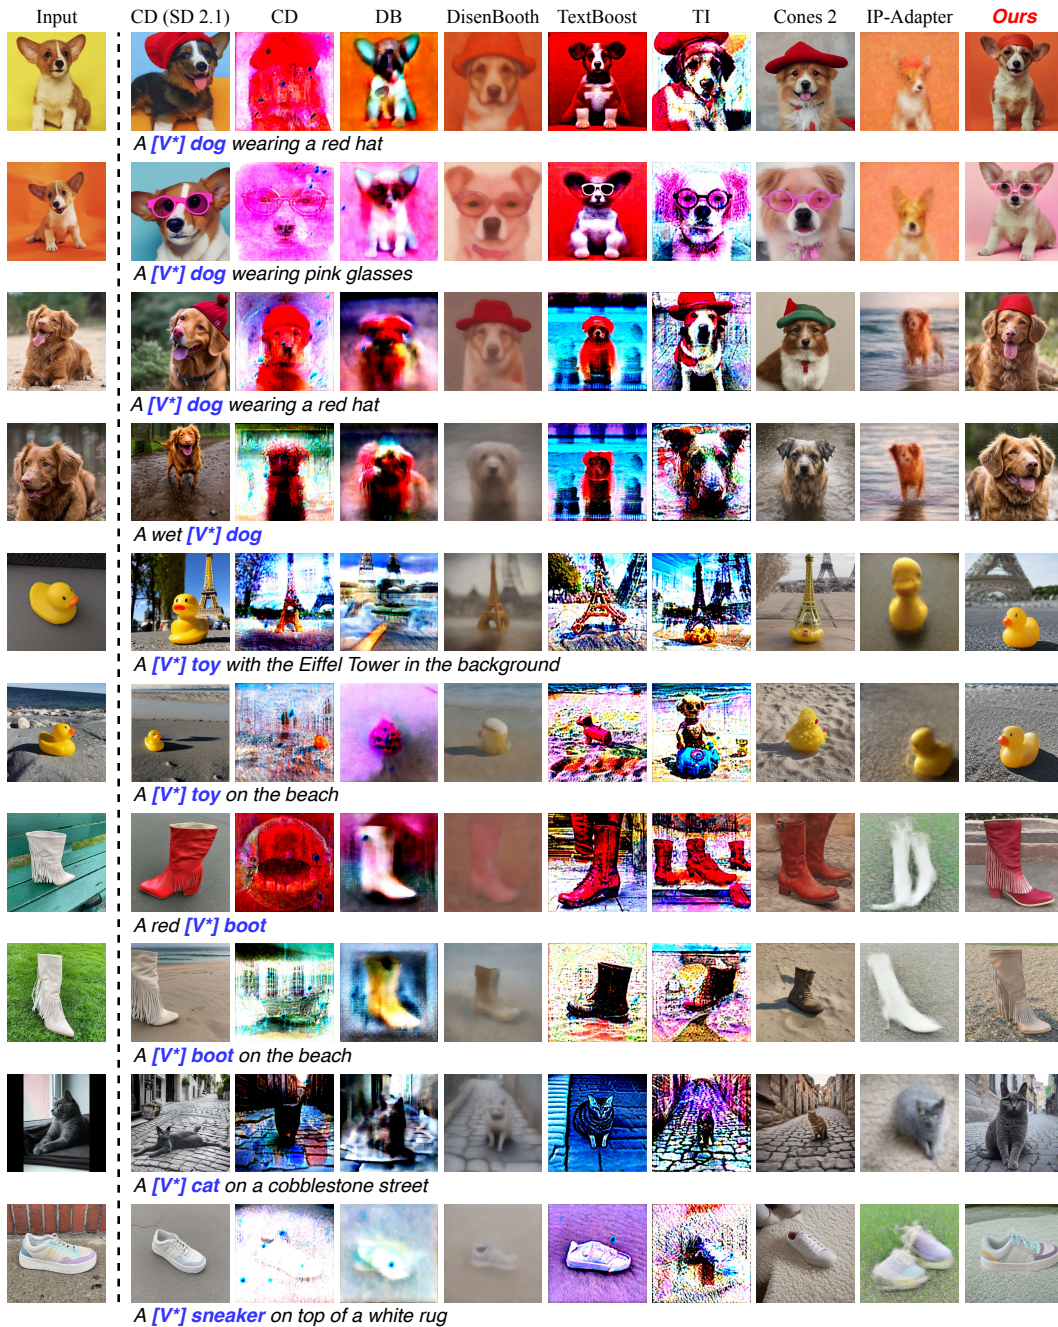 Input CD (SD 2.1) CD DB DisenBooth TextBoost TI Cones 2 IP-Adapter Ours
A [V*] dog wearing a red hat
A [V*] dog wearing pink glasses
A [V*] dog wearing a red hat
A wet [V*] dog
A [V*] toy with the Eiffel Tower in the background
A [V*] toy on the beach
A red [V*] boot
A [V*] boot on the beach
A [V*] cat on a cobblestone street
A [V*] sneaker on top of a white rug